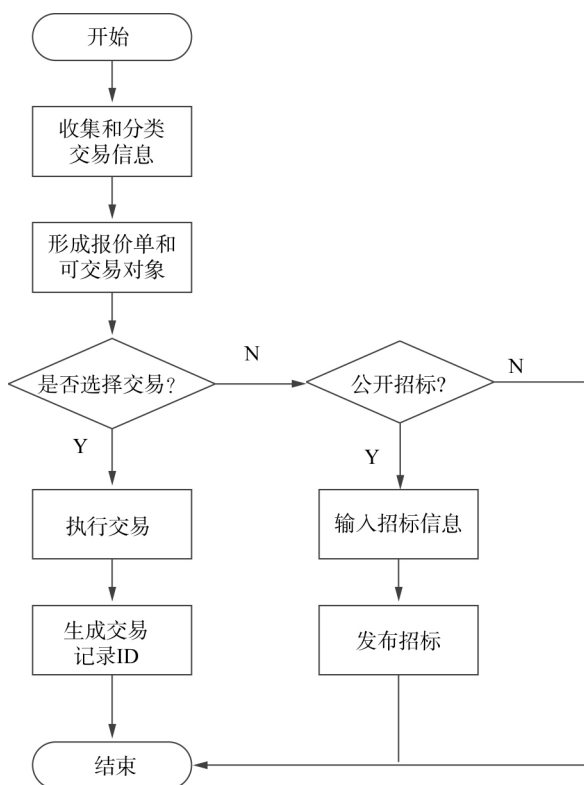 开始
收集和分类
交易信息
形成报价单和
可交易对象
是否选择交易?
N
公开招标?
N
Y
Y
执行交易
输入招标信息
生成交易
记录ID
发布招标
结束